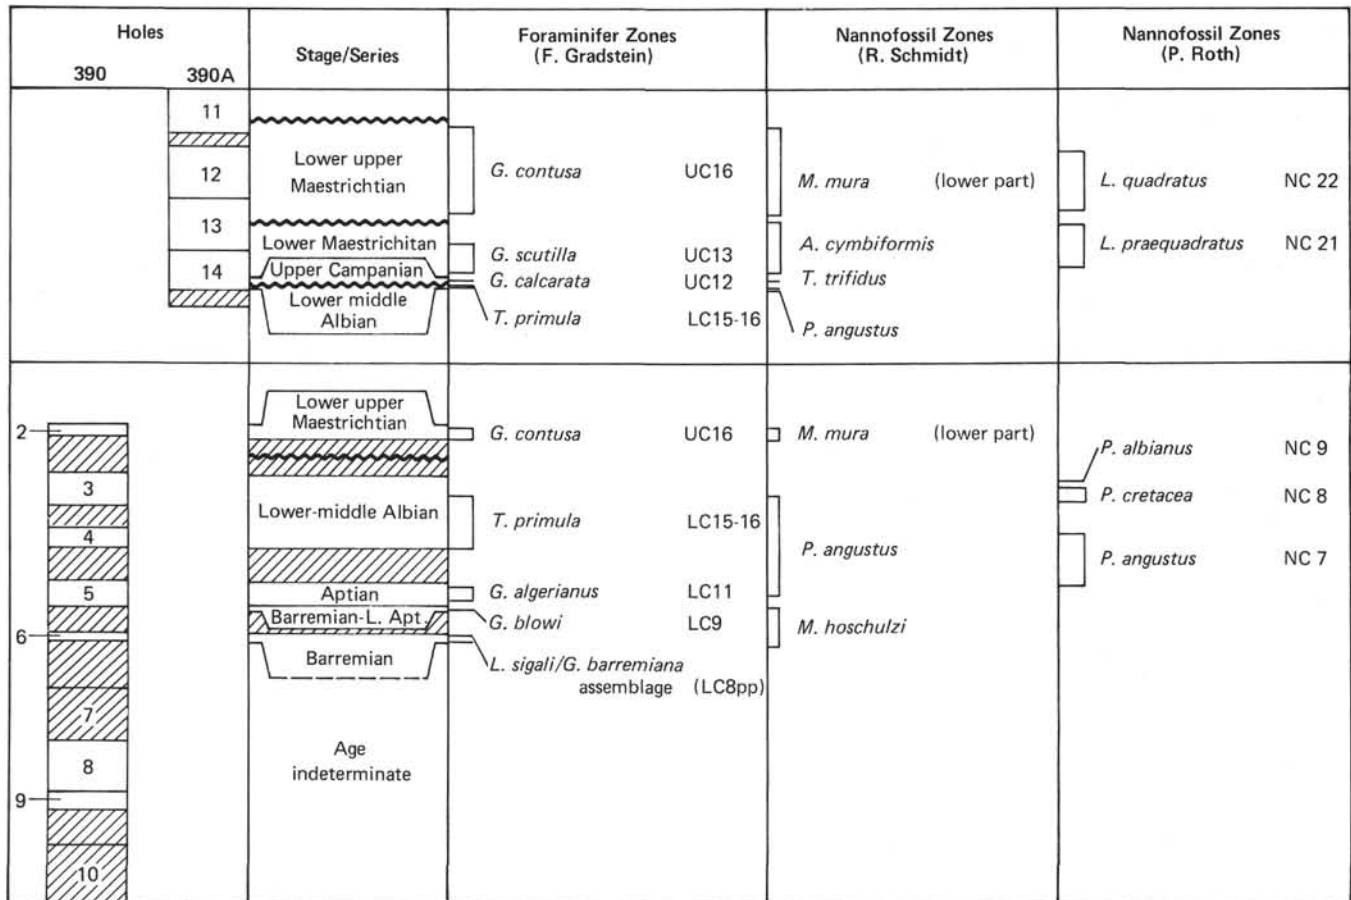 Holes
390
390A
Stage/Series
Foraminifer Zones
(F. Gradstein)
Nannofossil Zones
(R. Schmidt)
Nannofossil Zones
(P. Roth)
11
12
13
14
Lower upper
Maestrichtian
Lower Maestrichitan
Upper Campanian
Lower middle
Albian
G. contusa UC16
G. scutilla UC13
G. calcarata UC12
T. primula LC15-16
M. mura (lower part)
A. cymbiformis
T. trifidus
P. angustus
L. quadratus NC 22
L. praequadratus NC 21
2
3
4
5
6
7
8
9
10
Lower upper
Maestrichtian
Lower-middle Albian
Aptian
Barremian-L. Apt.
Barremian
Age
indeterminate
G. contusa UC16
T. primula LC15-16
G. algerianus LC11
G. blowi LC9
L. sigali/G. barremiana
assemblage (LC8pp)
M. mura (lower part)
P. angustus
M. hoschulzi
P. albianus NC 9
P. cretacea NC 8
P. angustus NC 7